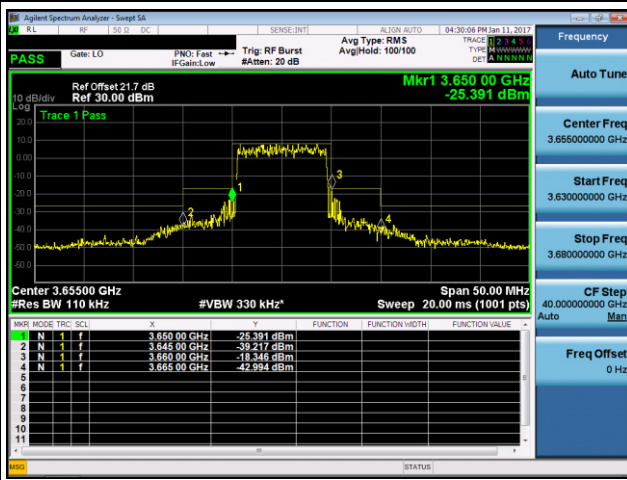 Agilent Spectrum Analyzer - Swept SA
RL RF 50 Ω DC SENSE:INT ALIGN AUTO 04:30:06 PM Jan 11, 2017
PASS
Gate: LO
PNO: Fast
IFGain:Low
Trig: RF Burst
#Atten: 20 dB
Avg Type: RMS
Avg|Hold: 100/100
TRACE 1 2 3 4 5 6
TYPE M W W W W W
DET A N N N N N
Ref Offset 21.7 dB
Ref 30.00 dBm
10 dB/div
Log
Mkr1 3.650 00 GHz
-25.391 dBm
Trace 1 Pass
20.0
10.0
0.00
-10.0
-20.0
-30.0
-40.0
-50.0
-60.0
1
2
3
4
Center 3.65500 GHz
Span 50.00 MHz
#Res BW 110 kHz
#VBW 330 kHz*
Sweep 20.00 ms (1001 pts)
MKR MODE TRC SCL X Y FUNCTION FUNCTION WIDTH FUNCTION VALUE
1 N 1 f 3.650 00 GHz -25.391 dBm
2 N 1 f 3.645 00 GHz -39.217 dBm
3 N 1 f 3.660 00 GHz -18.346 dBm
4 N 1 f 3.665 00 GHz -42.994 dBm
5
6
7
8
9
10
11
MSG
STATUS
Frequency
Auto Tune
Center Freq
3.655000000 GHz
Start Freq
3.630000000 GHz
Stop Freq
3.680000000 GHz
CF Step
40.000000000 GHz
Auto Man
Freq Offset
0 Hz